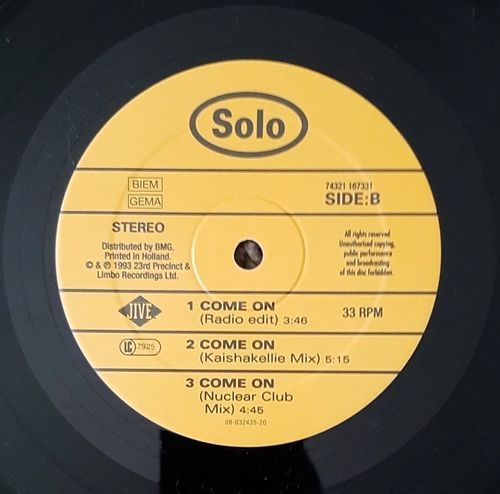 Solo
BIEM
GEMA
74321 167331
SIDE:B
STEREO
Distributed by BMG.
Printed in Holland.
© & ℗ 1993 23rd Precinct &
Limbo Recordings Ltd.
All rights reserved
Unauthorised copying,
public performance
and broadcasting
of this disc forbidden.
JIVE
1 COME ON
(Radio edit) 3:46
33 RPM
LC 7925
2 COME ON
(Kaishakellie Mix) 5:15
3 COME ON
(Nuclear Club
Mix) 4:45
08-032435-20